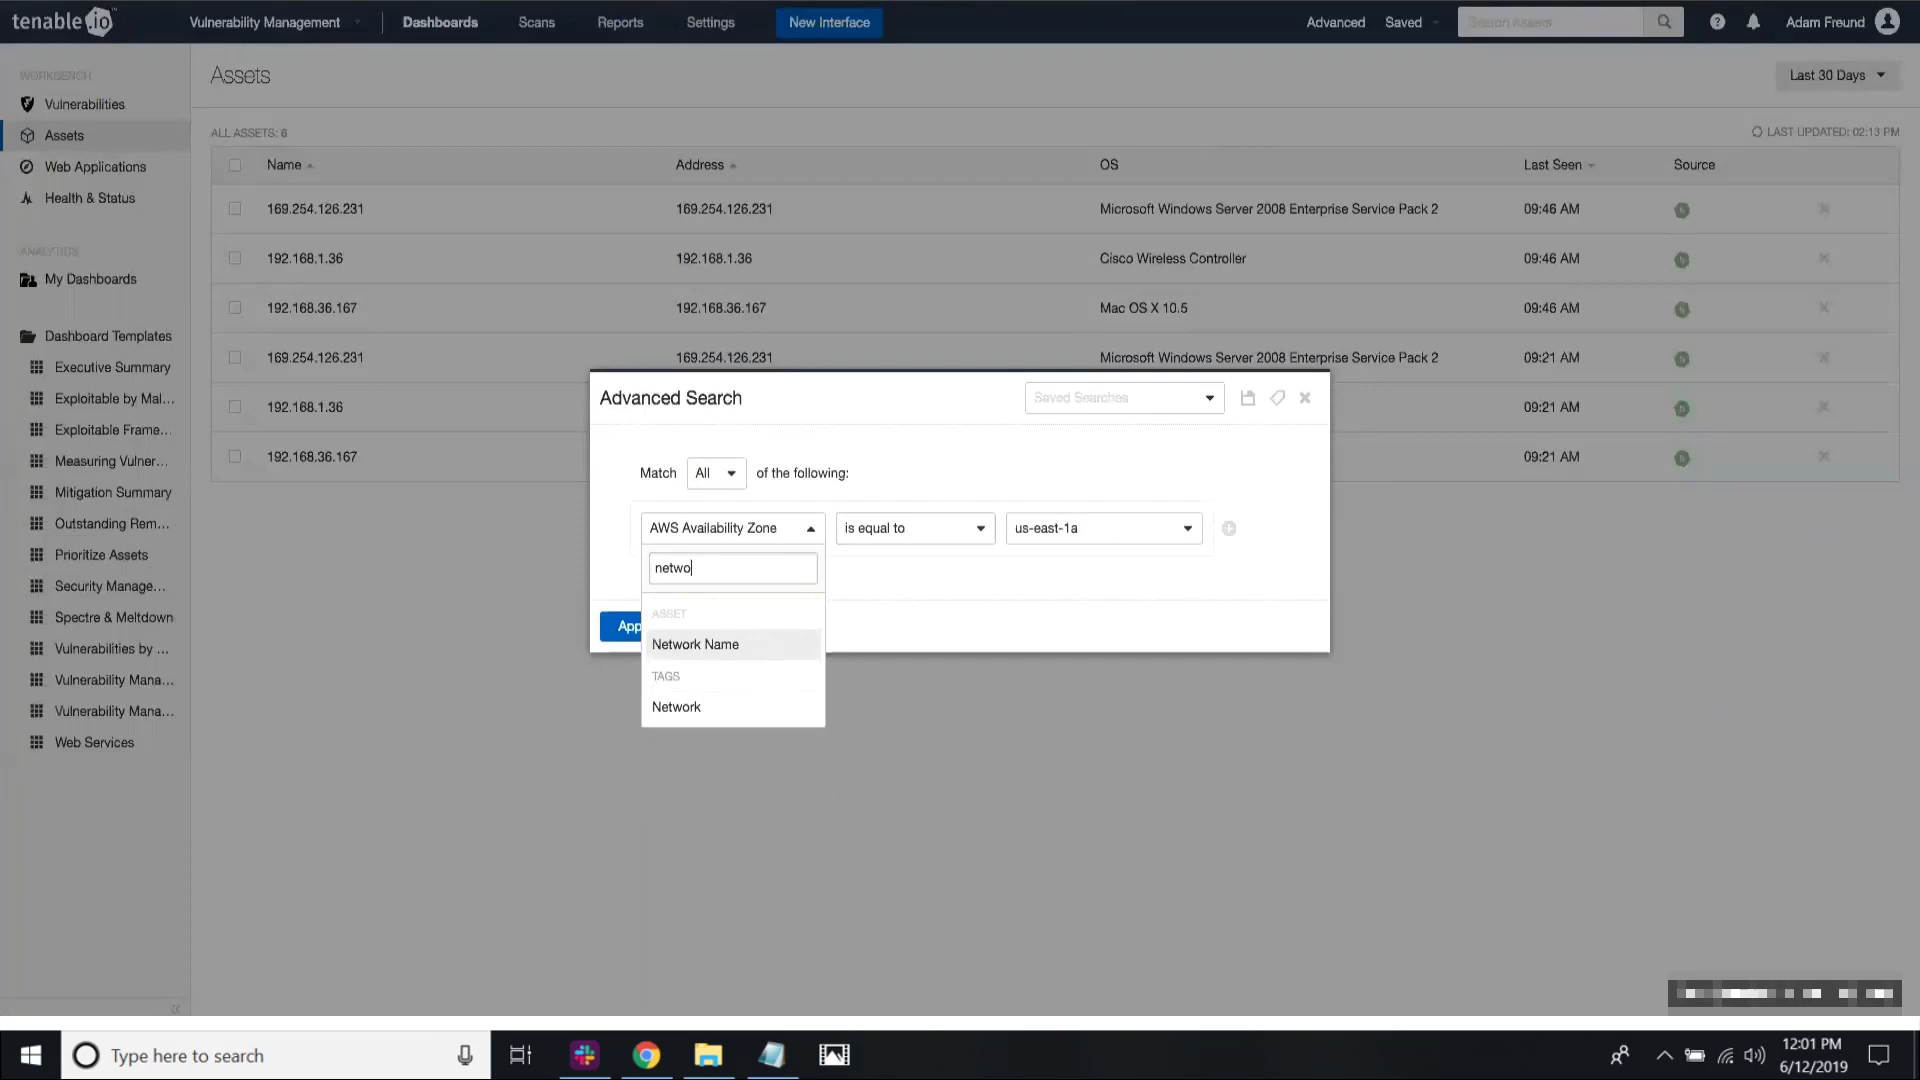 tenable.io
Vulnerability Management
Dashboards
Scans
Reports
Settings
New Interface
Advanced
Saved
Search Assets
Adam Freund
WORKBENCH
Vulnerabilities
Assets
Web Applications
Health & Status
ANALYTICS
My Dashboards
Dashboard Templates
Executive Summary
Exploitable by Mal...
Exploitable Frame...
Measuring Vulner...
Mitigation Summary
Outstanding Rem...
Prioritize Assets
Security Manage...
Spectre & Meltdown
Vulnerabilities by ...
Vulnerability Mana...
Vulnerability Mana...
Web Services
Assets
Last 30 Days
ALL ASSETS: 6
LAST UPDATED: 02:13 PM
Name Address OS Last Seen Source
169.254.126.231 169.254.126.231 Microsoft Windows Server 2008 Enterprise Service Pack 2 09:46 AM
192.168.1.36 192.168.1.36 Cisco Wireless Controller 09:46 AM
192.168.36.167 192.168.36.167 Mac OS X 10.5 09:46 AM
169.254.126.231 169.254.126.231 Microsoft Windows Server 2008 Enterprise Service Pack 2 09:21 AM
192.168.1.36 09:21 AM
192.168.36.167 09:21 AM
Advanced Search
Saved Searches
Match All of the following:
AWS Availability Zone is equal to us-east-1a
netwo
ASSET
Network Name
TAGS
Network
App
Type here to search
12:01 PM
6/12/2019